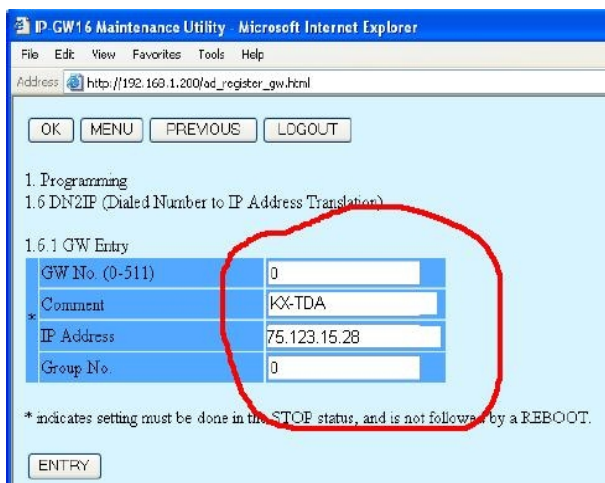 IP-GW16 Maintenance Utility - Microsoft Internet Explorer
File Edit View Favorites Tools Help
Address http://192.168.1.200/ad_register_gw.html
OK MENU PREVIOUS LOGOUT
1. Programming
1.6 DN2IP (Dialed Number to IP Address Translation)
1.6.1 GW Entry
GW No. (0-511) 0
* Comment KX-TDA
IP Address 75.123.15.28
Group No. 0
* indicates setting must be done in the STOP status, and is not followed by a REBOOT.
ENTRY